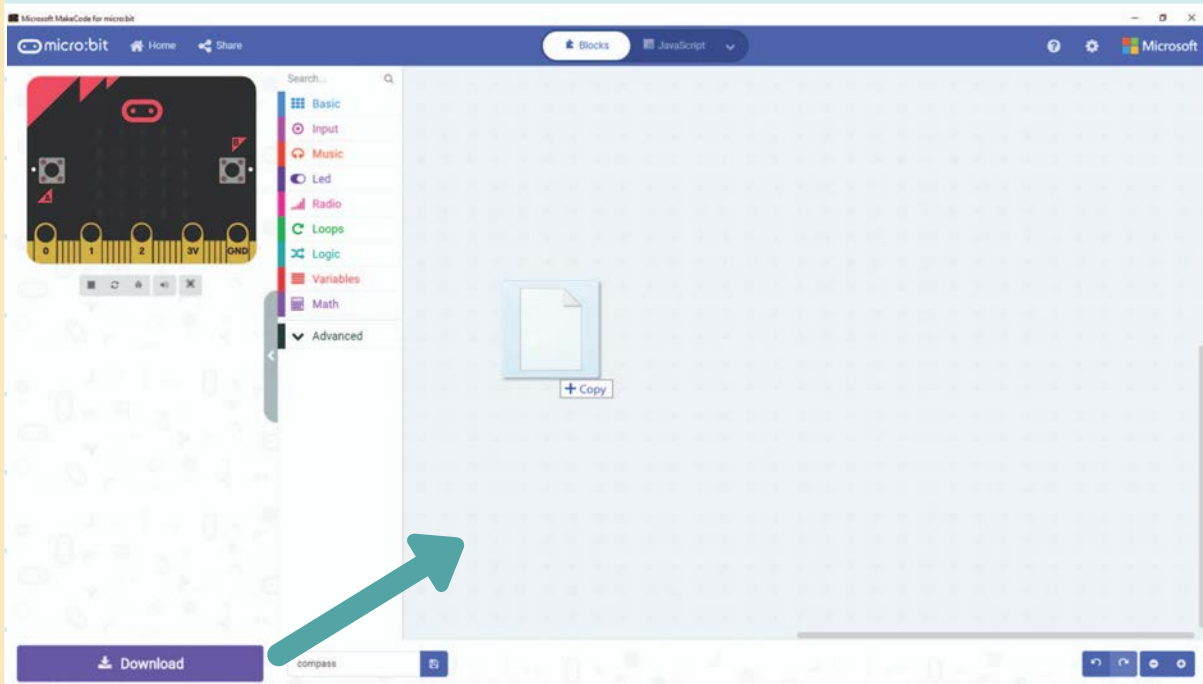 Microsoft MakeCode for micro:bit
micro:bit Home Share Blocks JavaScript Microsoft
Search...
Basic
Input
Music
Led
Radio
Loops
Logic
Variables
Math
Advanced
B
A
0 1 2 3V GND
+ Copy
Download
compass